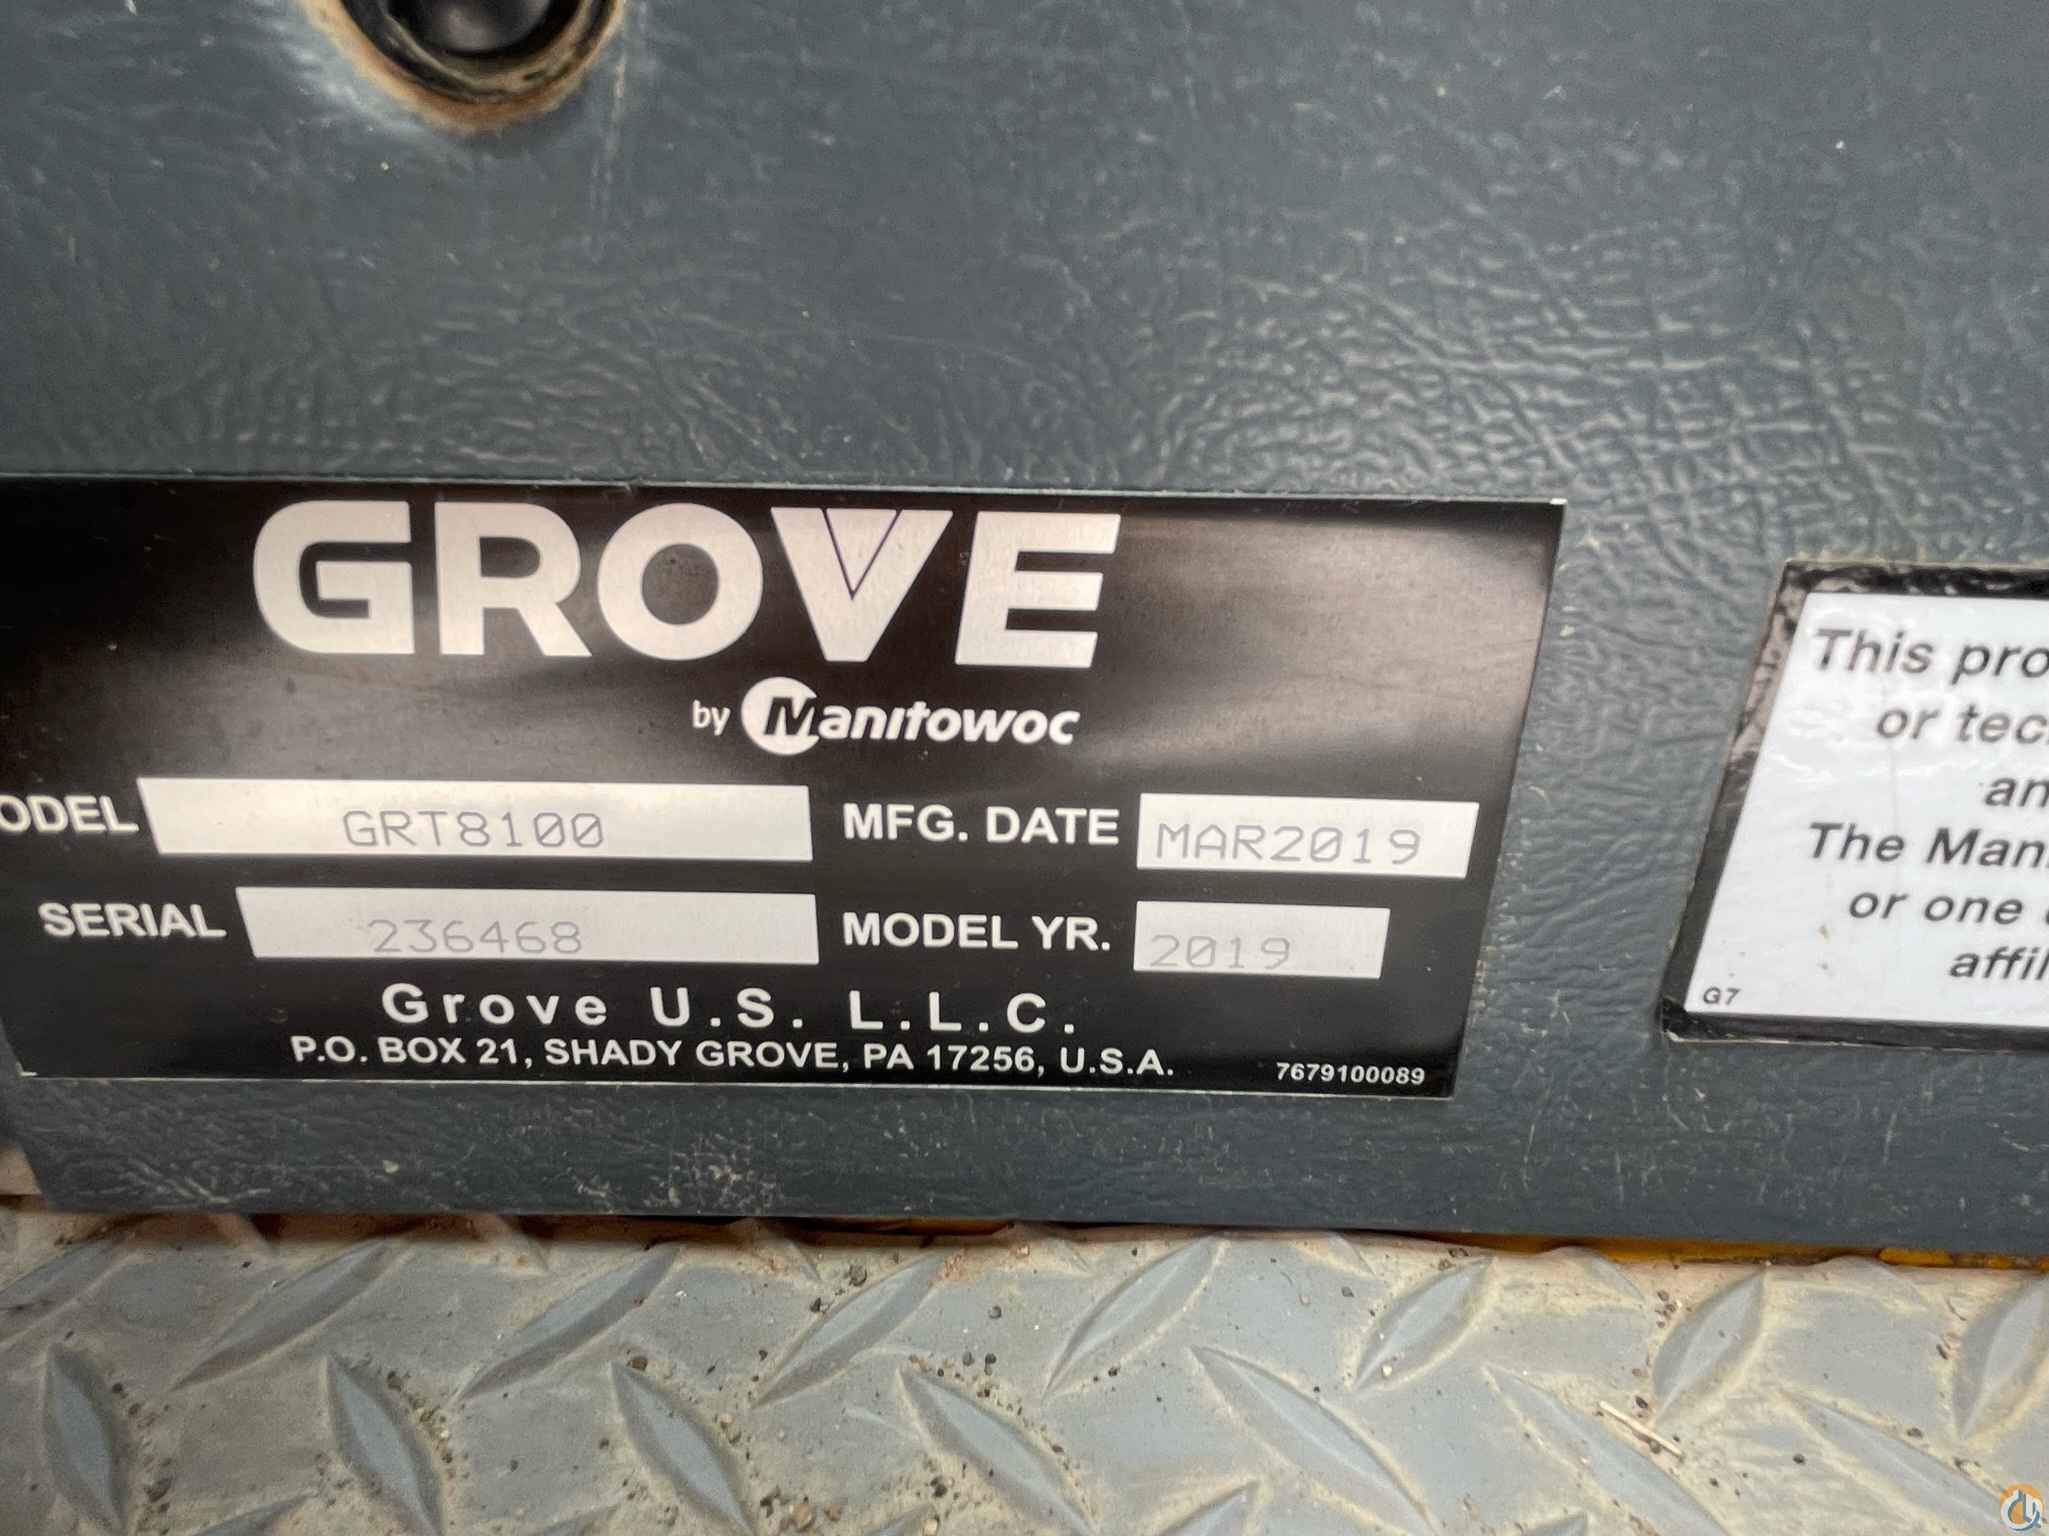 GROVE
by Manitowoc
ODEL GRT8100 MFG. DATE MAR2019
SERIAL 236468 MODEL YR. 2019
Grove U.S. L.L.C.
P.O. BOX 21, SHADY GROVE, PA 17256, U.S.A. 7679100089
This pro
or tec
an
The Man
or one
affil
G7